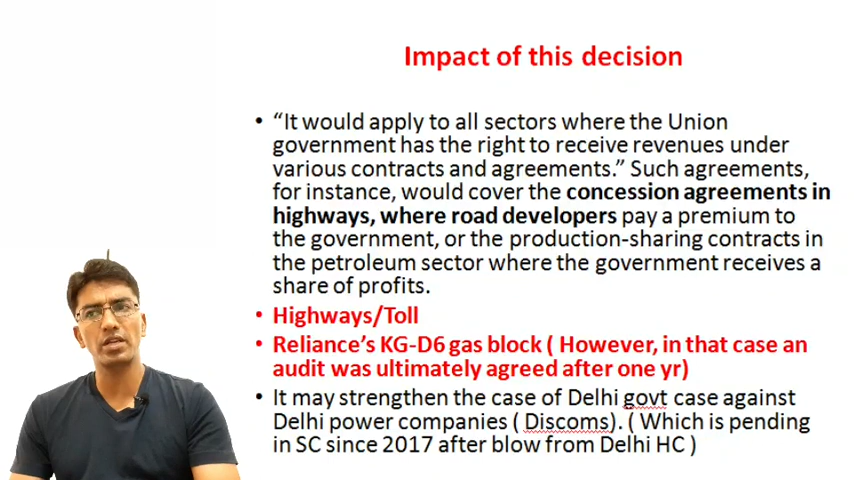 Impact of this decision
• “It would apply to all sectors where the Union
government has the right to receive revenues under
various contracts and agreements.” Such agreements,
for instance, would cover the concession agreements in
highways, where road developers pay a premium to
the government, or the production-sharing contracts in
the petroleum sector where the government receives a
share of profits.
• Highways/Toll
• Reliance’s KG-D6 gas block ( However, in that case an
audit was ultimately agreed after one yr)
• It may strengthen the case of Delhi govt case against
Delhi power companies ( Discoms). ( Which is pending
in SC since 2017 after blow from Delhi HC )